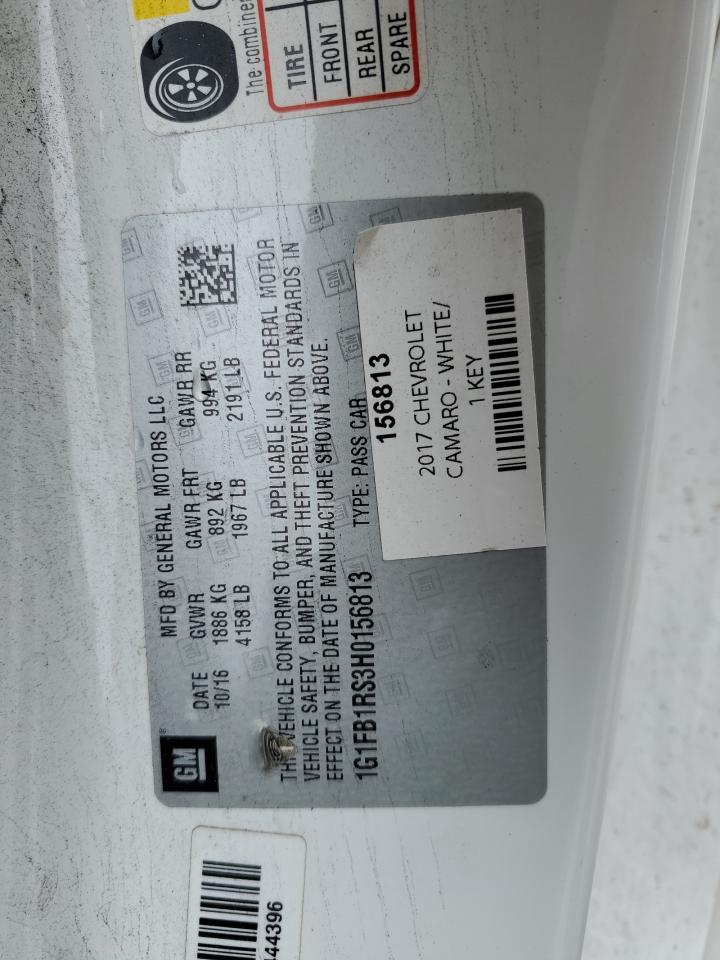 The combined
TIRE
FRONT
REAR
SPARE
GM
MFD BY GENERAL MOTORS LLC
DATE GVWR GAWR FRT GAWR RR
10/16 1886 KG 892 KG 994 KG
4158 LB 1967 LB 2191 LB
VEHICLE CONFORMS TO ALL APPLICABLE U.S. FEDERAL MOTOR
VEHICLE SAFETY, BUMPER, AND THEFT PREVENTION STANDARDS IN
EFFECT ON THE DATE OF MANUFACTURE SHOWN ABOVE.
1G1FB1RS3H0156813 TYPE: PASS CAR
156813
2017 CHEVROLET
CAMARO - WHITE/
1 KEY
44396